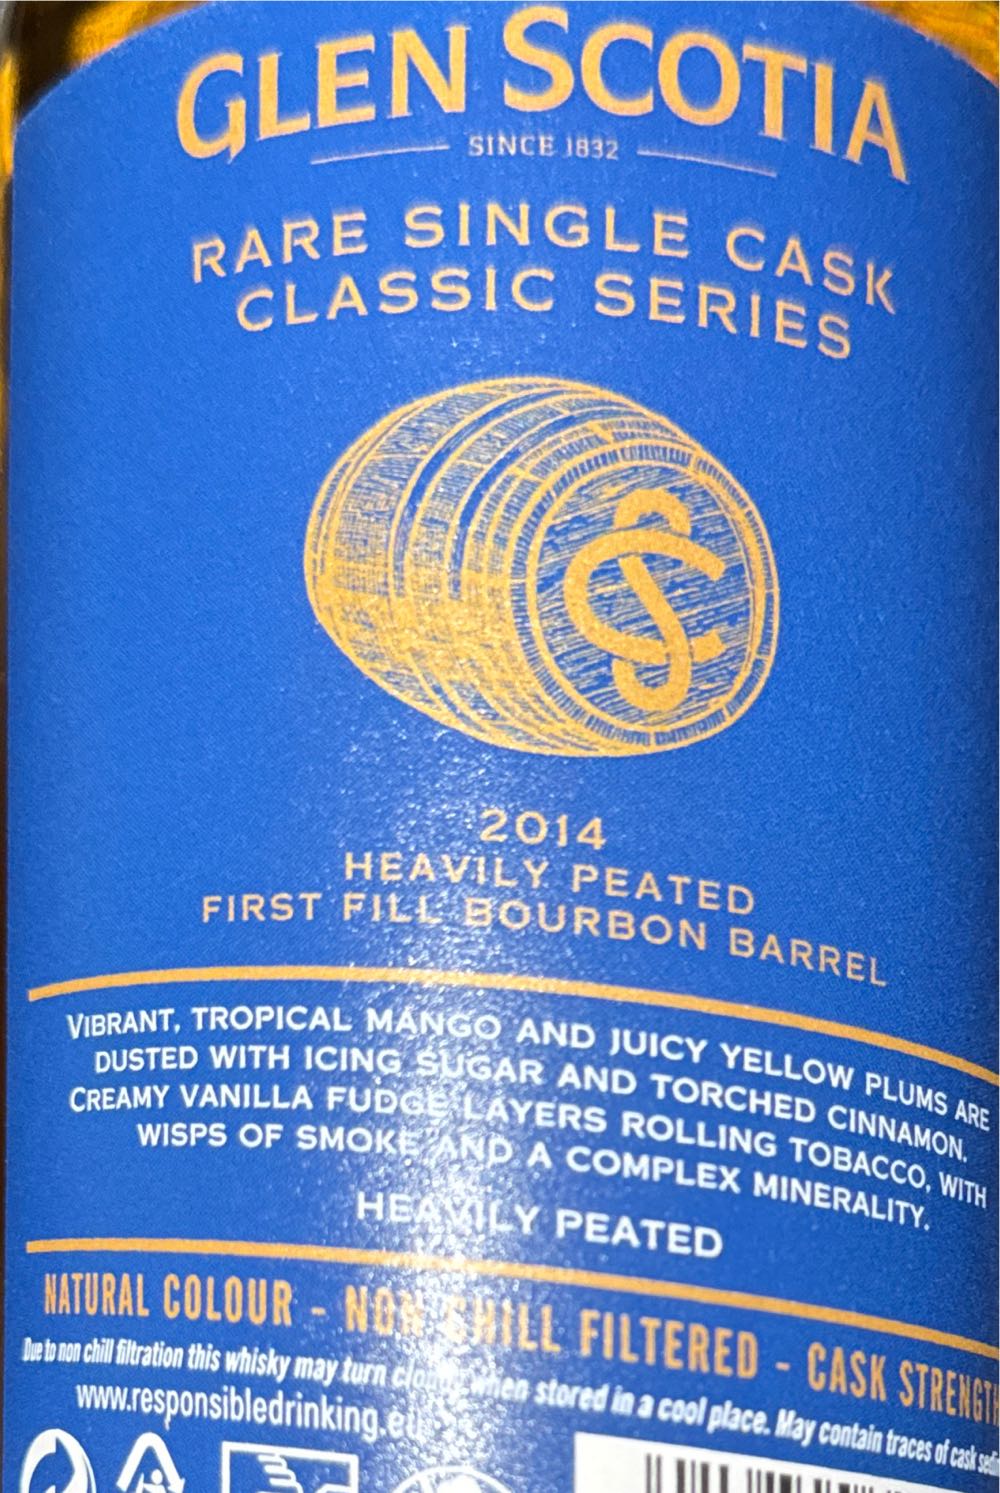 GLEN SCOTIA
SINCE 1832
RARE SINGLE CASK
CLASSIC SERIES
2014
HEAVILY PEATED
FIRST FILL BOURBON BARREL
VIBRANT, TROPICAL MANGO AND JUICY YELLOW PLUMS ARE
DUSTED WITH ICING SUGAR AND TORCHED CINNAMON.
CREAMY VANILLA FUDGE LAYERS ROLLING TOBACCO, WITH
WISPS OF SMOKE AND A COMPLEX MINERALITY.
HEAVILY PEATED
NATURAL COLOUR - NON CHILL FILTERED - CASK STRENGTH
Due to non chill filtration this whisky may turn cloudy when stored in a cool place. May contain traces of cask
www.responsibledrinking.eu